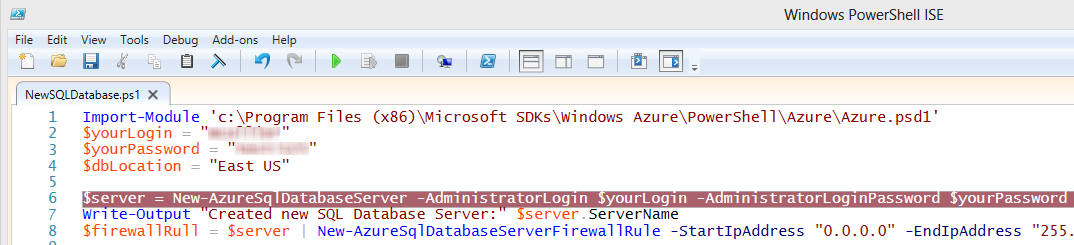 Windows PowerShell ISE
File Edit View Tools Debug Add-ons Help
NewSQLDatabase.ps1
1 Import-Module 'c:\Program Files (x86)\Microsoft SDKs\Windows Azure\PowerShell\Azure\Azure.psd1'
2 $yourLogin = ""
3 $yourPassword = ""
4 $dbLocation = "East US"
5
6 $server = New-AzureSqlDatabaseServer -AdministratorLogin $yourLogin -AdministratorLoginPassword $yourPassword
7 Write-Output "Created new SQL Database Server:" $server.ServerName
8 $firewallRull = $server | New-AzureSqlDatabaseServerFirewallRule -StartIpAddress "0.0.0.0" -EndIpAddress "255.